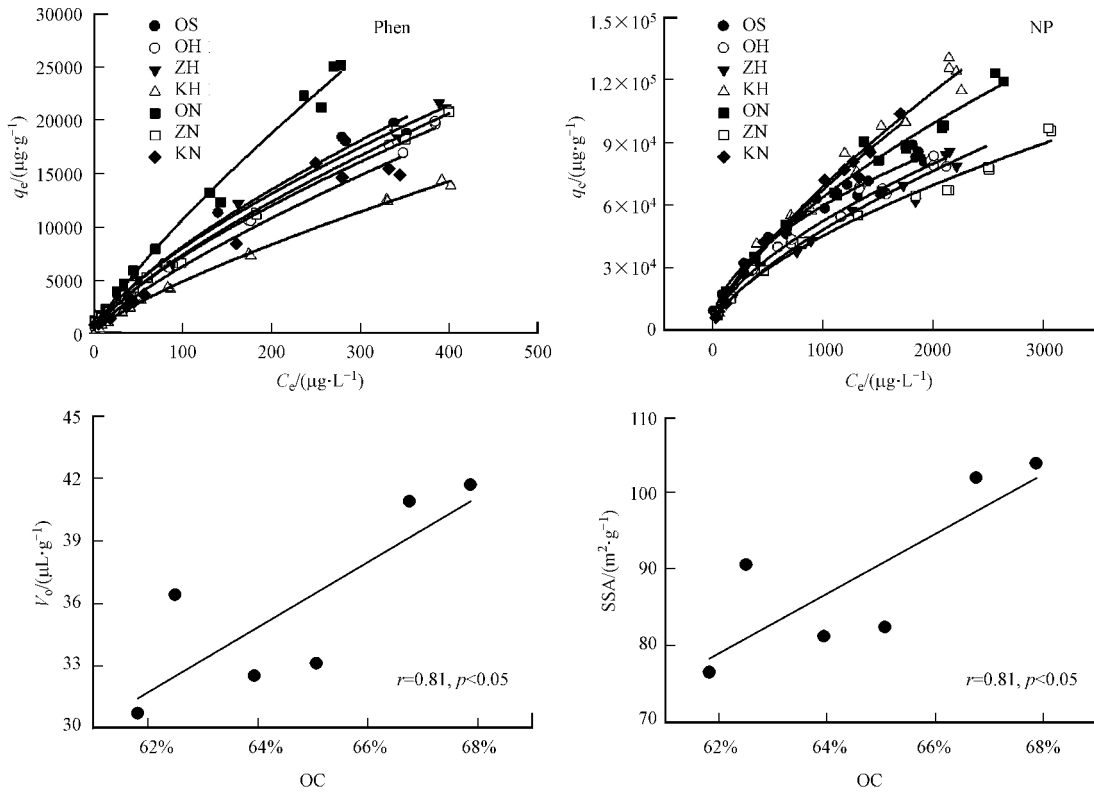 30000
25000
20000
15000
10000
5000
0
qe/(μg·g−1)
OS
OH
ZH
KH
ON
ZN
KN
Phen
0
100
200
300
400
500
Ce/(μg·L−1)
1.5×10⁵
1.2×10⁵
9×10⁴
6×10⁴
3×10⁴
0
qe/(μg·g−1)
OS
OH
ZH
KH
ON
ZN
KN
NP
0
1000
2000
3000
Ce/(μg·L−1)
45
42
39
36
33
30
Vo/(μL·g−1)
r=0.81, p<0.05
62%
64%
66%
68%
OC
110
100
90
80
70
SSA/(m²·g−1)
r=0.81, p<0.05
62%
64%
66%
68%
OC